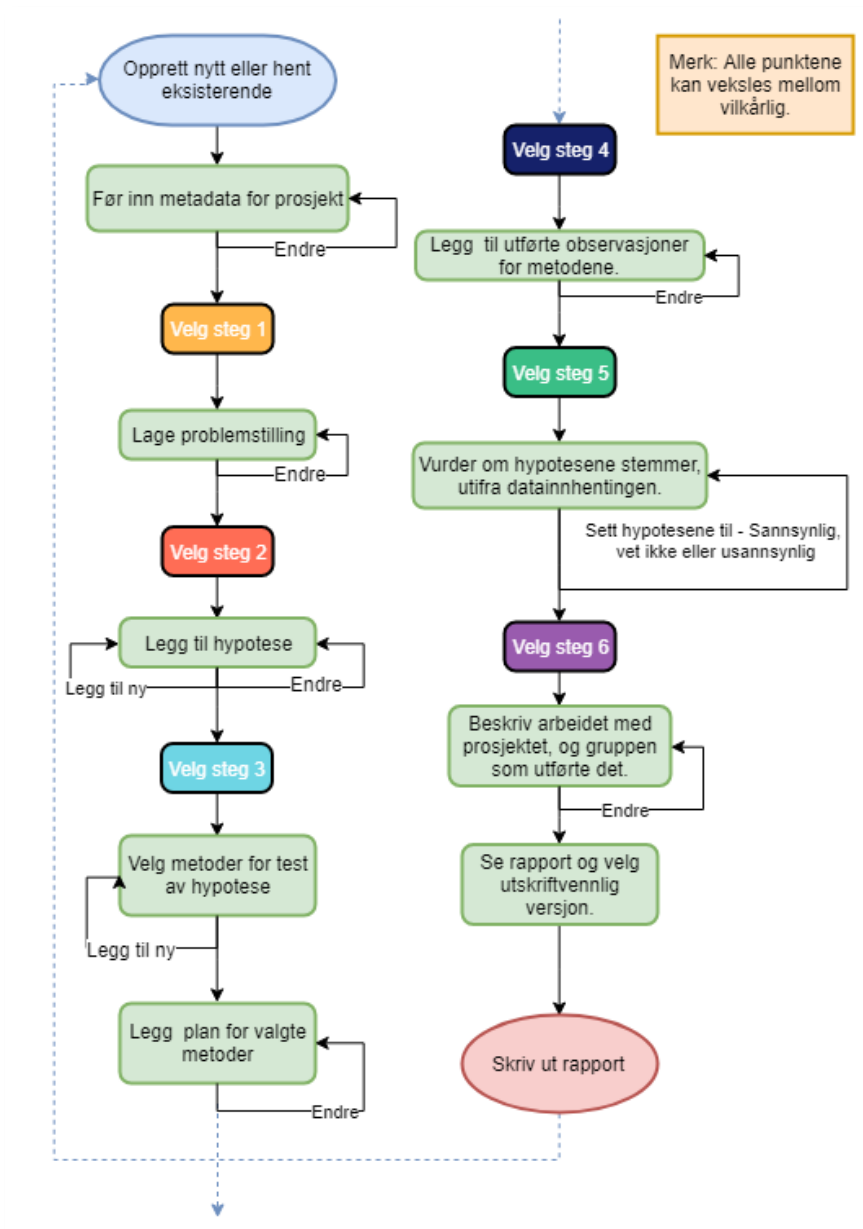 Opprett nytt eller hent
eksisterende
Før inn metadata for prosjekt
Endre
Velg steg 1
Lage problemstilling
Endre
Velg steg 2
Legg til hypotese
Legg til ny
Endre
Velg steg 3
Velg metoder for test
av hypotese
Legg til ny
Legg plan for valgte
metoder
Endre
Merk: Alle punktene
kan veksles mellom
vilkårlig.
Velg steg 4
Legg til utførte observasjoner
for metodene.
Endre
Velg steg 5
Vurder om hypotesene stemmer,
utifra datainnhentingen.
Sett hypotesene til - Sannsynlig,
vet ikke eller usannsynlig
Velg steg 6
Beskriv arbeidet med
prosjektet, og gruppen
som utførte det.
Endre
Se rapport og velg
utskriftvennlig
versjon.
Skriv ut rapport